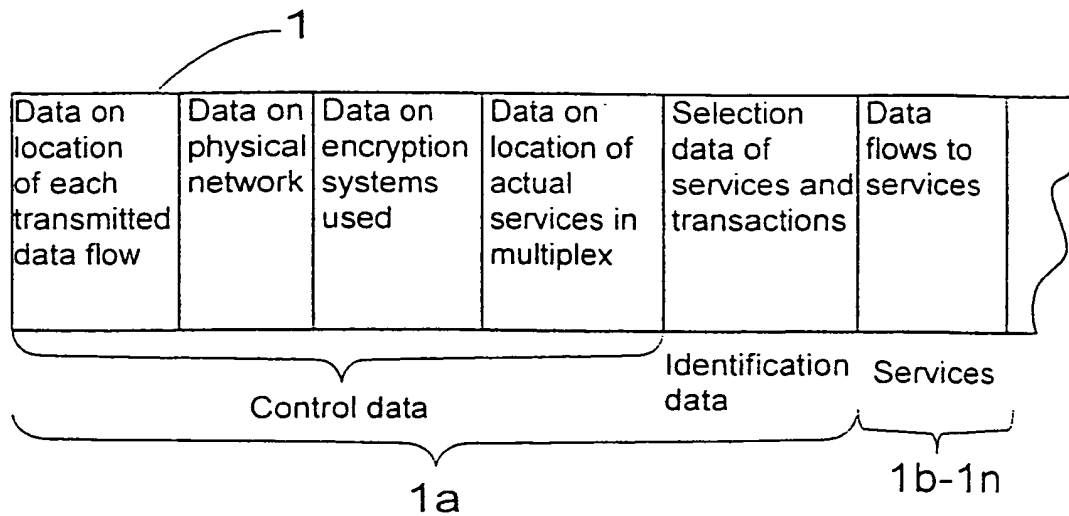 1
Data on
location
of each
transmitted
data flow
Data on
physical
network
Data on
encryption
systems
used
Data on
location of
actual
services in
multiplex
Selection
data of
services and
transactions
Data
flows to
services
Control data
Identification
data
Services
1a
1b-1n